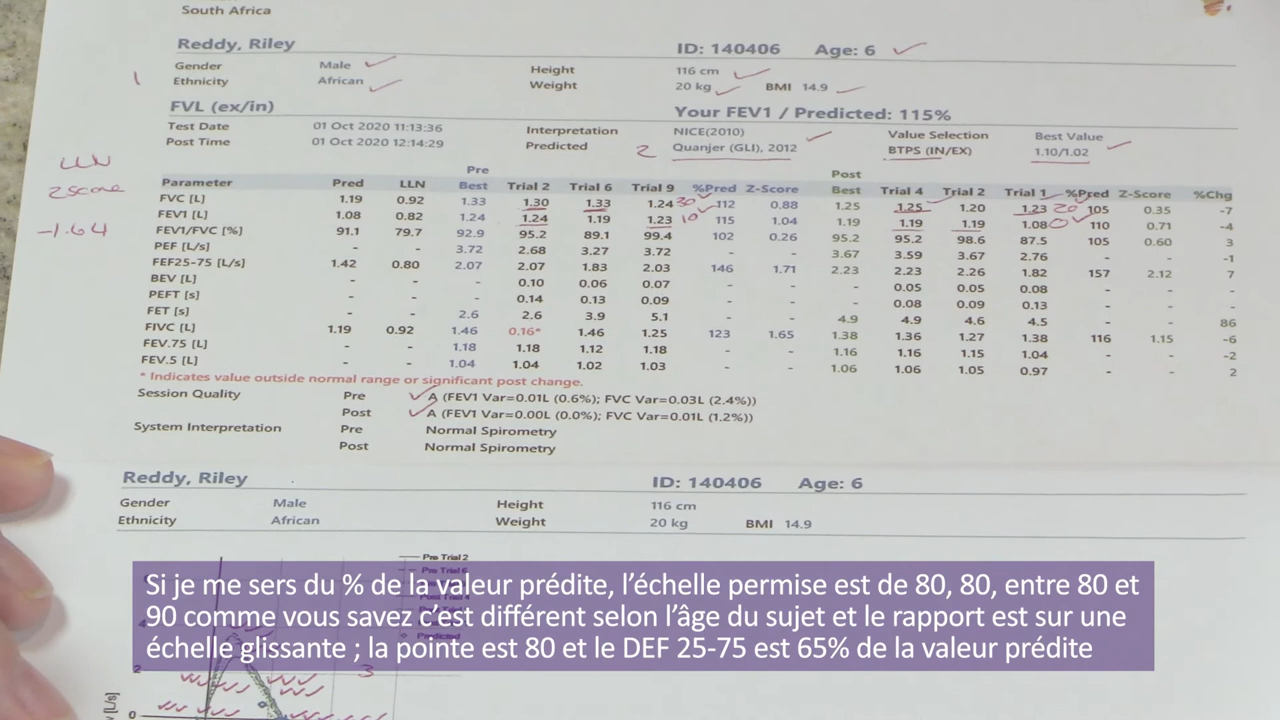 South Africa
Reddy, Riley ID: 140406 Age: 6
Gender Male Height 116 cm
1 Ethnicity African Weight 20 kg BMI 14.9
FVL (ex/in) Your FEV1 / Predicted: 115%
Test Date 01 Oct 2020 11:13:36 Interpretation NICE(2010) Value Selection Best Value
Post Time 01 Oct 2020 12:14:29 Predicted 2 Quanjer (GLI), 2012 BTPS (IN/EX) 1.10/1.02
LLN
Z score
-1.64
Pre Post
Parameter Pred LLN Best Trial 2 Trial 6 Trial 9 %Pred Z-Score Best Trial 4 Trial 2 Trial 1 %Pred Z-Score %Chg
FVC [L] 1.19 0.92 1.33 1.30 1.33 1.24 30 112 0.88 1.25 1.25 1.20 1.23 20 105 0.35 -7
FEV1 [L] 1.08 0.82 1.24 1.24 1.19 1.23 10 115 1.04 1.19 1.19 1.19 1.08 0 110 0.71 -4
FEV1/FVC [%] 91.1 79.7 92.9 95.2 89.1 99.4 102 0.26 95.2 95.2 98.6 87.5 105 0.60 3
PEF [L/s] - - 3.72 2.68 3.27 3.72 - - 3.67 3.59 3.67 2.76 - - -1
FEF25-75 [L/s] 1.42 0.80 2.07 2.07 1.83 2.03 146 1.71 2.23 2.23 2.26 1.82 157 2.12 7
BEV [L] - - - 0.10 0.06 0.07 - - - 0.05 0.05 0.08 - - -
PEFT [s] - - - 0.14 0.13 0.09 - - - 0.08 0.09 0.13 - - -
FET [s] - - 2.6 2.6 3.9 5.1 - - 4.9 4.9 4.6 4.5 - - 86
FIVC [L] 1.19 0.92 1.46 0.16* 1.46 1.25 123 1.65 1.38 1.36 1.27 1.38 116 1.15 -6
FEV.75 [L] - - 1.18 1.18 1.12 1.18 - - 1.16 1.16 1.15 1.04 - - -2
FEV.5 [L] - - 1.04 1.04 1.02 1.03 - - 1.06 1.06 1.05 0.97 - - 2
* Indicates value outside normal range or significant post change.
Session Quality Pre A (FEV1 Var=0.01L (0.6%); FVC Var=0.03L (2.4%))
Post A (FEV1 Var=0.00L (0.0%); FVC Var=0.01L (1.2%))
System Interpretation Pre Normal Spirometry
Post Normal Spirometry
Reddy, Riley ID: 140406 Age: 6
Gender Male Height 116 cm
Ethnicity African Weight 20 kg BMI 14.9
Pre Trial 2
Si je me sers du % de la valeur prédite, l'échelle permise est de 80, 80, entre 80 et
90 comme vous savez c'est différent selon l'âge du sujet et le rapport est sur une
échelle glissante ; la pointe est 80 et le DEF 25-75 est 65% de la valeur prédite
2
3
[L/s]
0